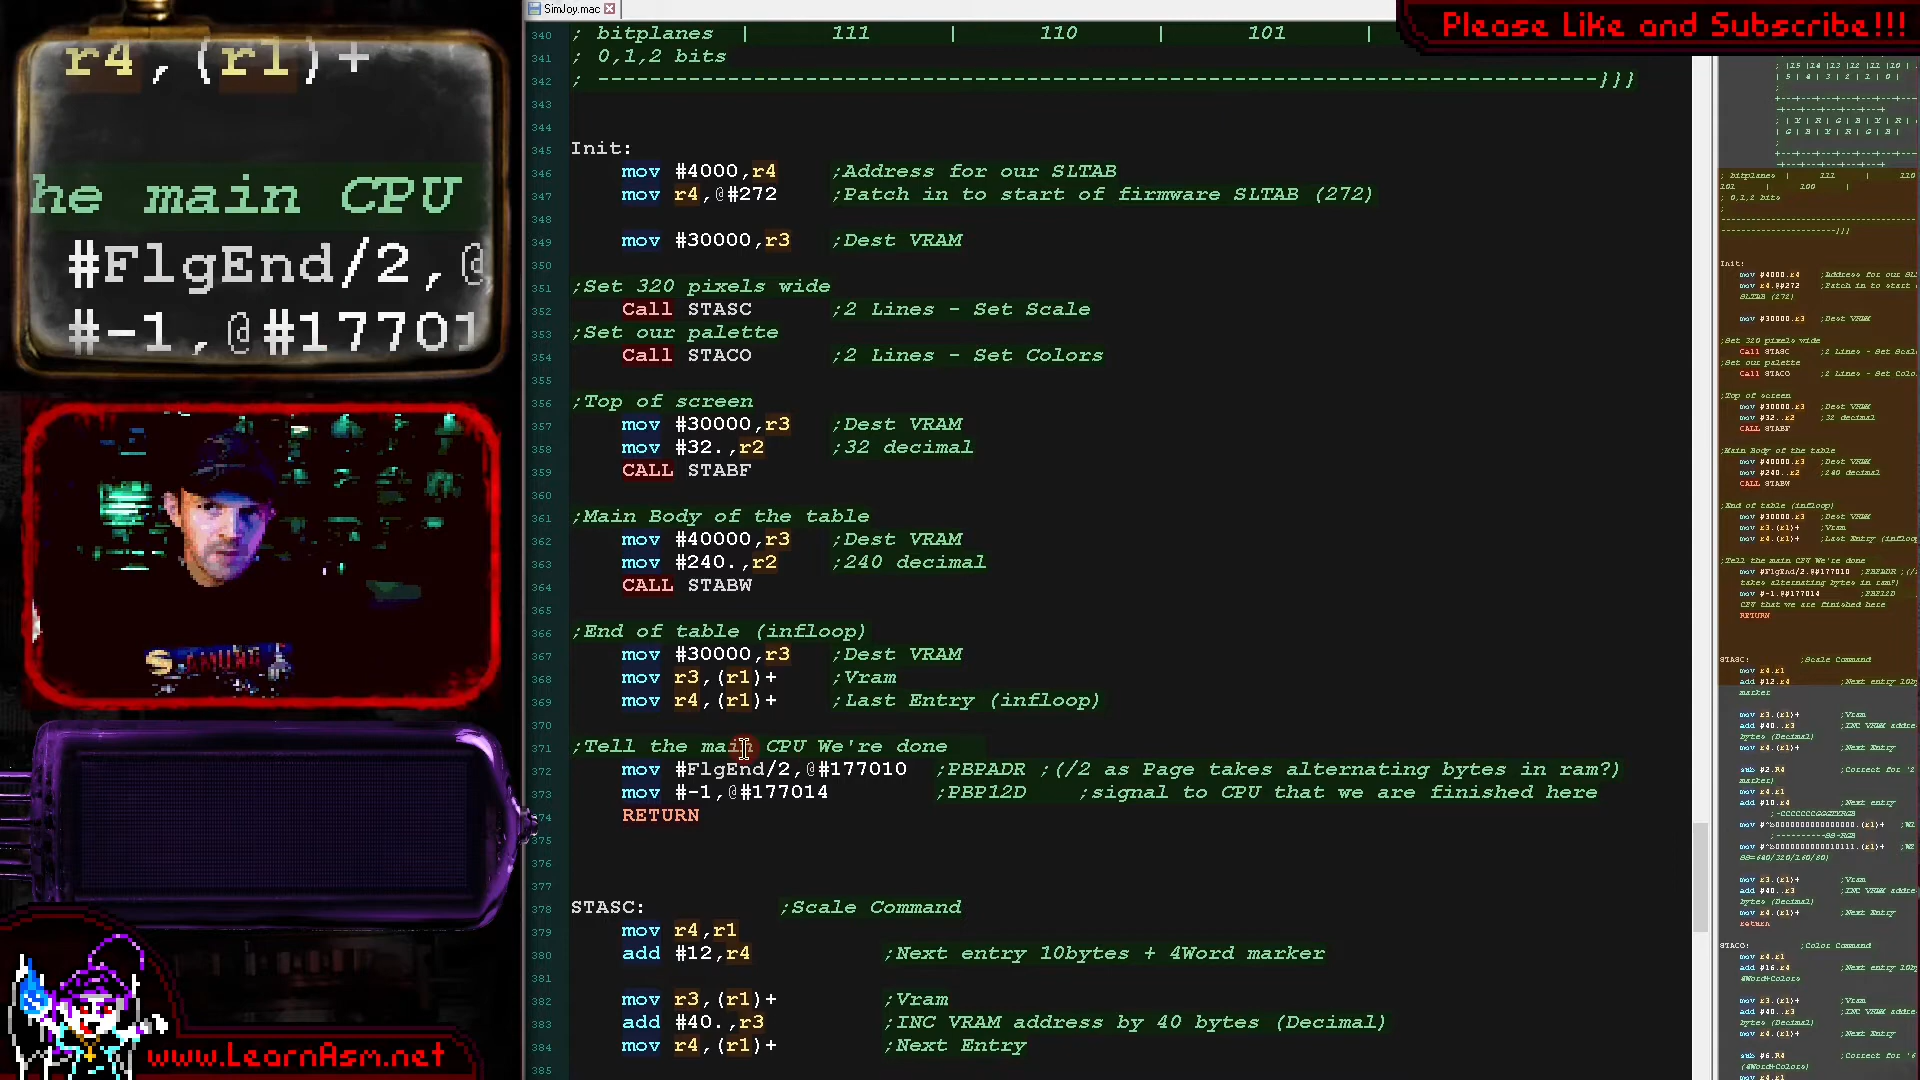 SimJoy.mac
Please Like and Subscribe!!!
r4,(r1)+
he main CPU
#FlgEnd/2,@
#-1,@#17701
340 ; bitplanes | 111 | 110 | 101 |
341 ; 0,1,2 bits
342 ; -----------------------------------------------------------------------------}}}
343
344
345 Init:
346 mov #4000,r4 ;Address for our SLTAB
347 mov r4,@#272 ;Patch in to start of firmware SLTAB (272)
348
349 mov #30000,r3 ;Dest VRAM
350
351 ;Set 320 pixels wide
352 Call STASC ;2 Lines - Set Scale
353 ;Set our palette
354 Call STACO ;2 Lines - Set Colors
355
356 ;Top of screen
357 mov #30000,r3 ;Dest VRAM
358 mov #32.,r2 ;32 decimal
359 CALL STABF
360
361 ;Main Body of the table
362 mov #40000,r3 ;Dest VRAM
363 mov #240.,r2 ;240 decimal
364 CALL STABW
365
366 ;End of table (infloop)
367 mov #30000,r3 ;Dest VRAM
368 mov r3,(r1)+ ;Vram
369 mov r4,(r1)+ ;Last Entry (infloop)
370
371 ;Tell the main CPU We're done
372 mov #FlgEnd/2,@#177010 ;PBPADR ;(/2 as Page takes alternating bytes in ram?)
373 mov #-1,@#177014 ;PBP12D ;signal to CPU that we are finished here
374 RETURN
375
376
377
378 STASC: ;Scale Command
379 mov r4,r1
380 add #12,r4 ;Next entry 10bytes + 4Word marker
381
382 mov r3,(r1)+ ;Vram
383 add #40.,r3 ;INC VRAM address by 40 bytes (Decimal)
384 mov r4,(r1)+ ;Next Entry
385
www.LearnAsm.net